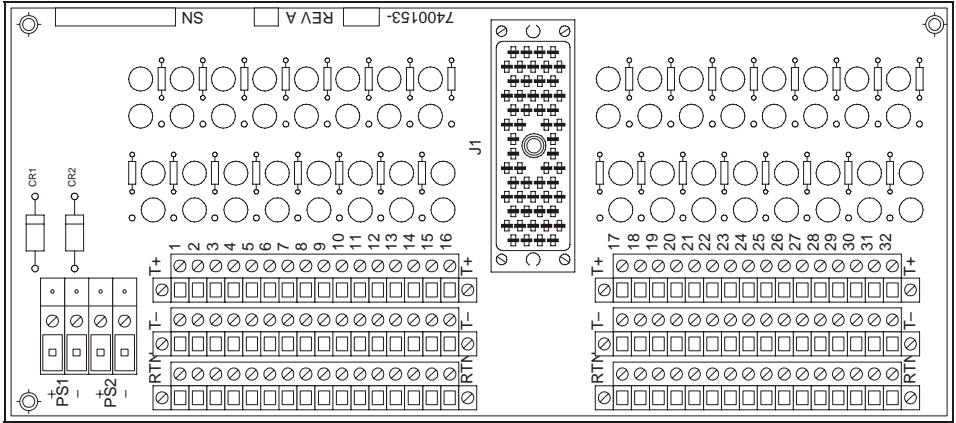 7400153-
REV A
SN
J1
CR1
CR2
1 2 3 4 5 6 7 8 9 10 11 12 13 14 15 16
17 18 19 20 21 22 23 24 25 26 27 28 29 30 31 32
T+ T+ T+ T+
T− T− T− T−
RTN RTN RTN RTN
+ − + −
PS1 PS2